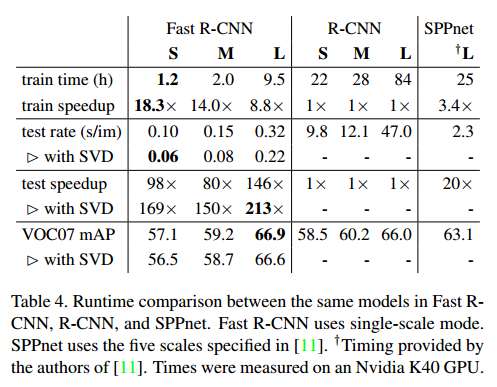 Fast R-CNN R-CNN SPPnet
S M L S M L †L
train time (h) 1.2 2.0 9.5 22 28 84 25
train speedup 18.3× 14.0× 8.8× 1× 1× 1× 3.4×
test rate (s/im) 0.10 0.15 0.32 9.8 12.1 47.0 2.3
▷ with SVD 0.06 0.08 0.22 - - - -
test speedup 98× 80× 146× 1× 1× 1× 20×
▷ with SVD 169× 150× 213× - - - -
VOC07 mAP 57.1 59.2 66.9 58.5 60.2 66.0 63.1
▷ with SVD 56.5 58.7 66.6 - - - -
Table 4. Runtime comparison between the same models in Fast R-
CNN, R-CNN, and SPPnet. Fast R-CNN uses single-scale mode.
SPPnet uses the five scales specified in [11]. †Timing provided by
the authors of [11]. Times were measured on an Nvidia K40 GPU.